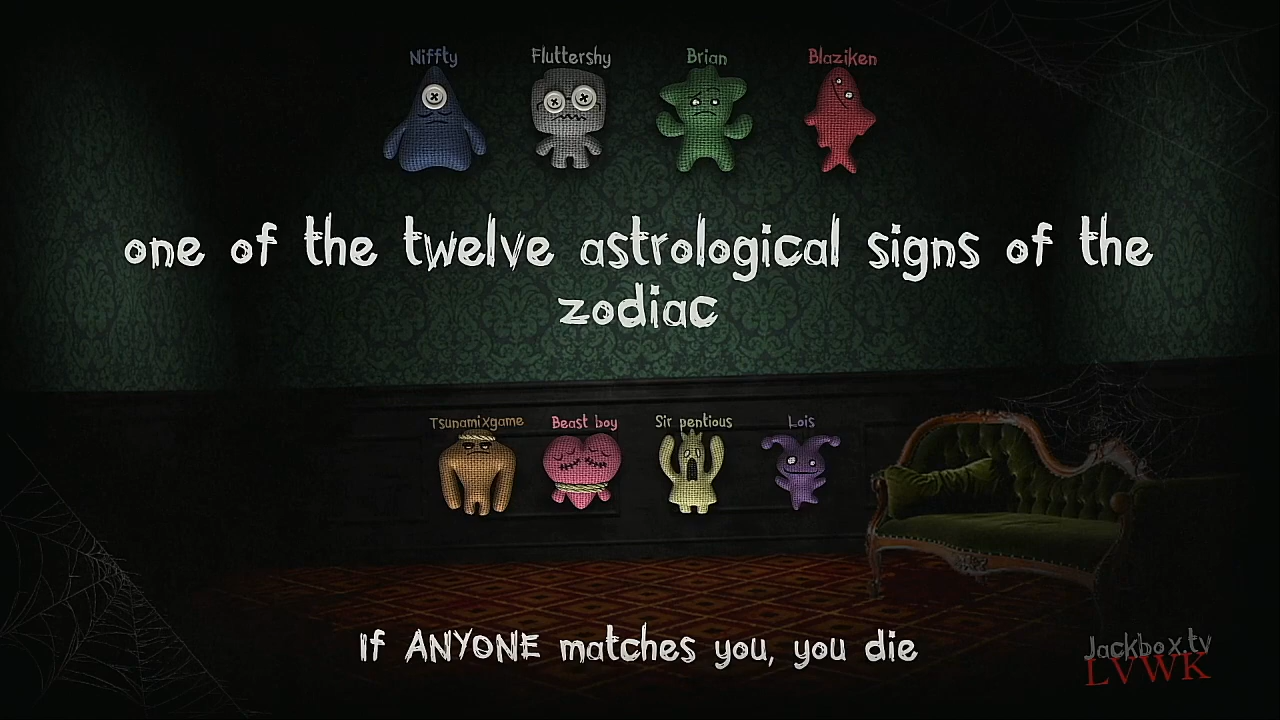 Niffty Fluttershy Brian Blaziken
one of the twelve astrological signs of the
zodiac
Tsunamixgame Beast boy Sir pentious Lois
If ANYONE matches you, you die
Jackbox.tv
LVWK